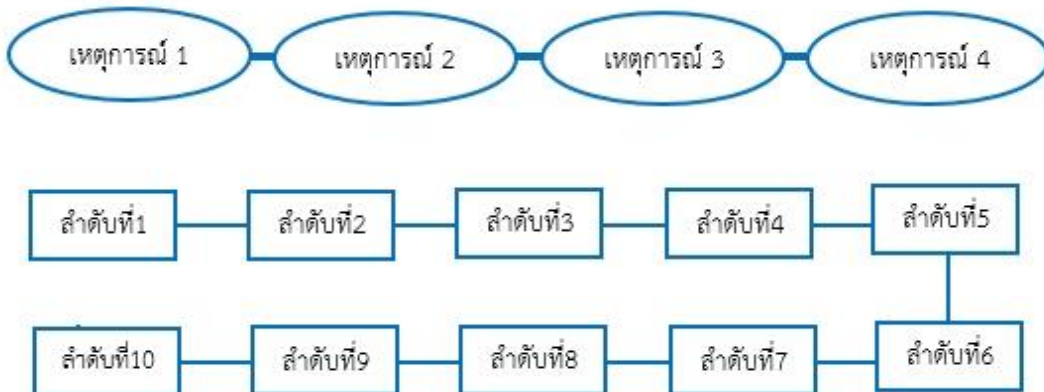 เหตุการณ์ 1 เหตุการณ์ 2 เหตุการณ์ 3 เหตุการณ์ 4
ลำดับที่1 ลำดับที่2 ลำดับที่3 ลำดับที่4 ลำดับที่5
ลำดับที่10 ลำดับที่9 ลำดับที่8 ลำดับที่7 ลำดับที่6